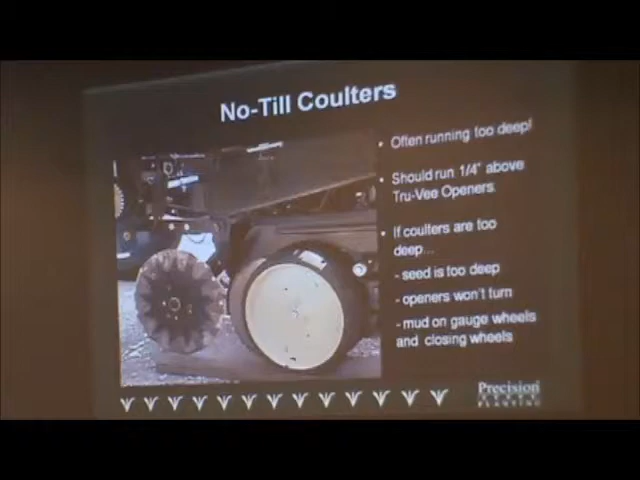 No-Till Coulters
• Often running too deep!
• Should run 1/4" above
Tru-Vee Openers.
• If coulters are too
deep...
- seed is too deep
- openers won't turn
- mud on gauge wheels
and closing wheels
Precision
PLANTING